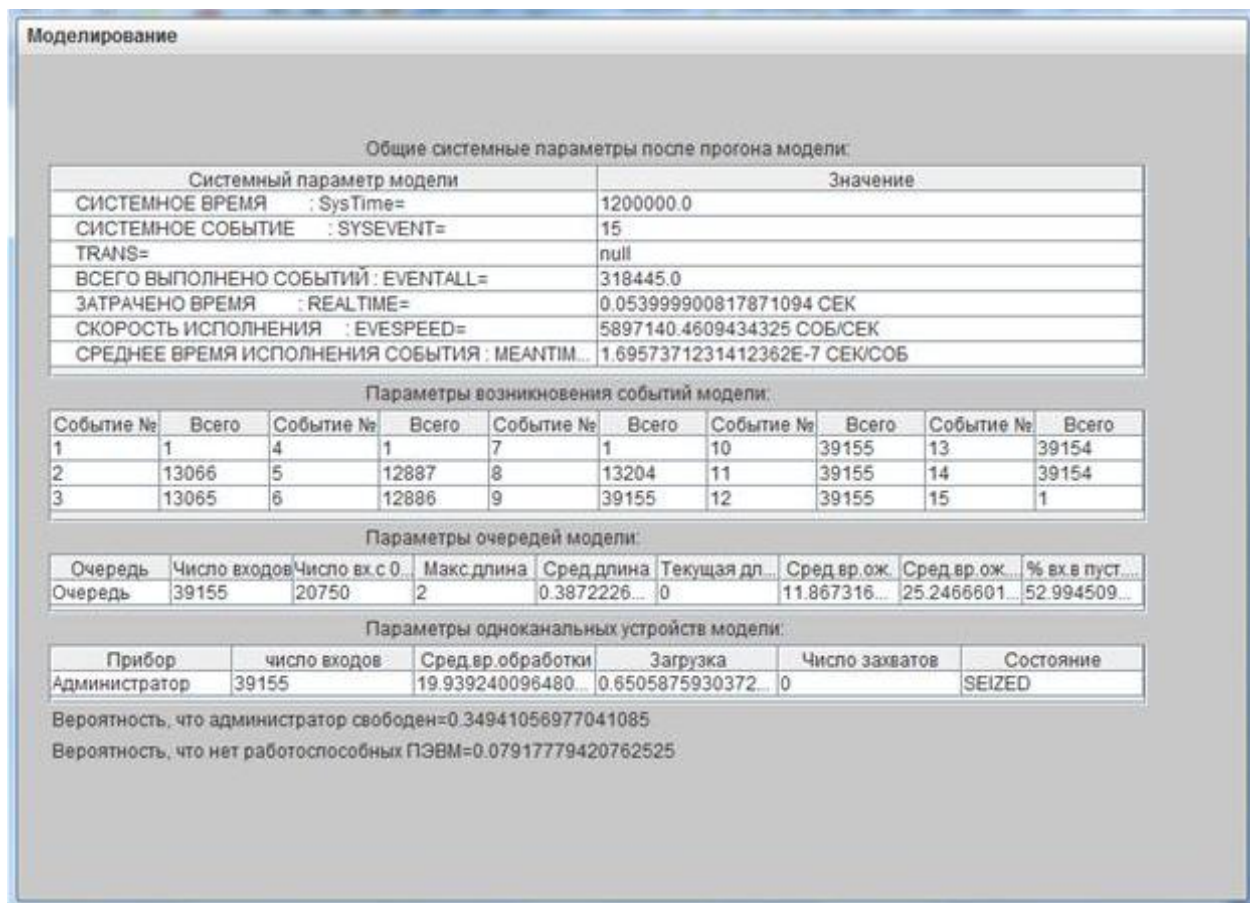 Моделирование
Общие системные параметры после прогона модели:
Системный параметр модели Значение
СИСТЕМНОЕ ВРЕМЯ : SysTime= 1200000.0
СИСТЕМНОЕ СОБЫТИЕ : SYSEVENT= 15
TRANS= null
ВСЕГО ВЫПОЛНЕНО СОБЫТИЙ : EVENTALL= 318445.0
ЗАТРАЧЕНО ВРЕМЯ : REALTIME= 0.053999900817871094 СЕК
СКОРОСТЬ ИСПОЛНЕНИЯ : EVESPEED= 5897140.4609434325 СОБ/СЕК
СРЕДНЕЕ ВРЕМЯ ИСПОЛНЕНИЯ СОБЫТИЯ : MEANTIM... 1.6957371231412362E-7 СЕК/СОБ
Параметры возникновения событий модели:
Событие № Всего Событие № Всего Событие № Всего Событие № Всего Событие № Всего
1 1 4 1 7 1 10 39155 13 39154
2 13066 5 12887 8 13204 11 39155 14 39154
3 13065 6 12886 9 39155 12 39155 15 1
Параметры очередей модели:
Очередь Число входов Число вх.с 0... Макс.длина Сред.длина Текущая дл... Сред.вр.ож. Сред.вр.ож... % вх.в пуст....
Очередь 39155 20750 2 0.3872226... 0 11.867316... 25.2466601... 52.994509...
Параметры одноканальных устройств модели:
Прибор число входов Сред.вр.обработки Загрузка Число захватов Состояние
Администратор 39155 19.939240096480... 0.6505875930372... 0 SEIZED
Вероятность, что администратор свободен=0.34941056977041085
Вероятность, что нет работоспособных ПЭВМ=0.07917779420762525